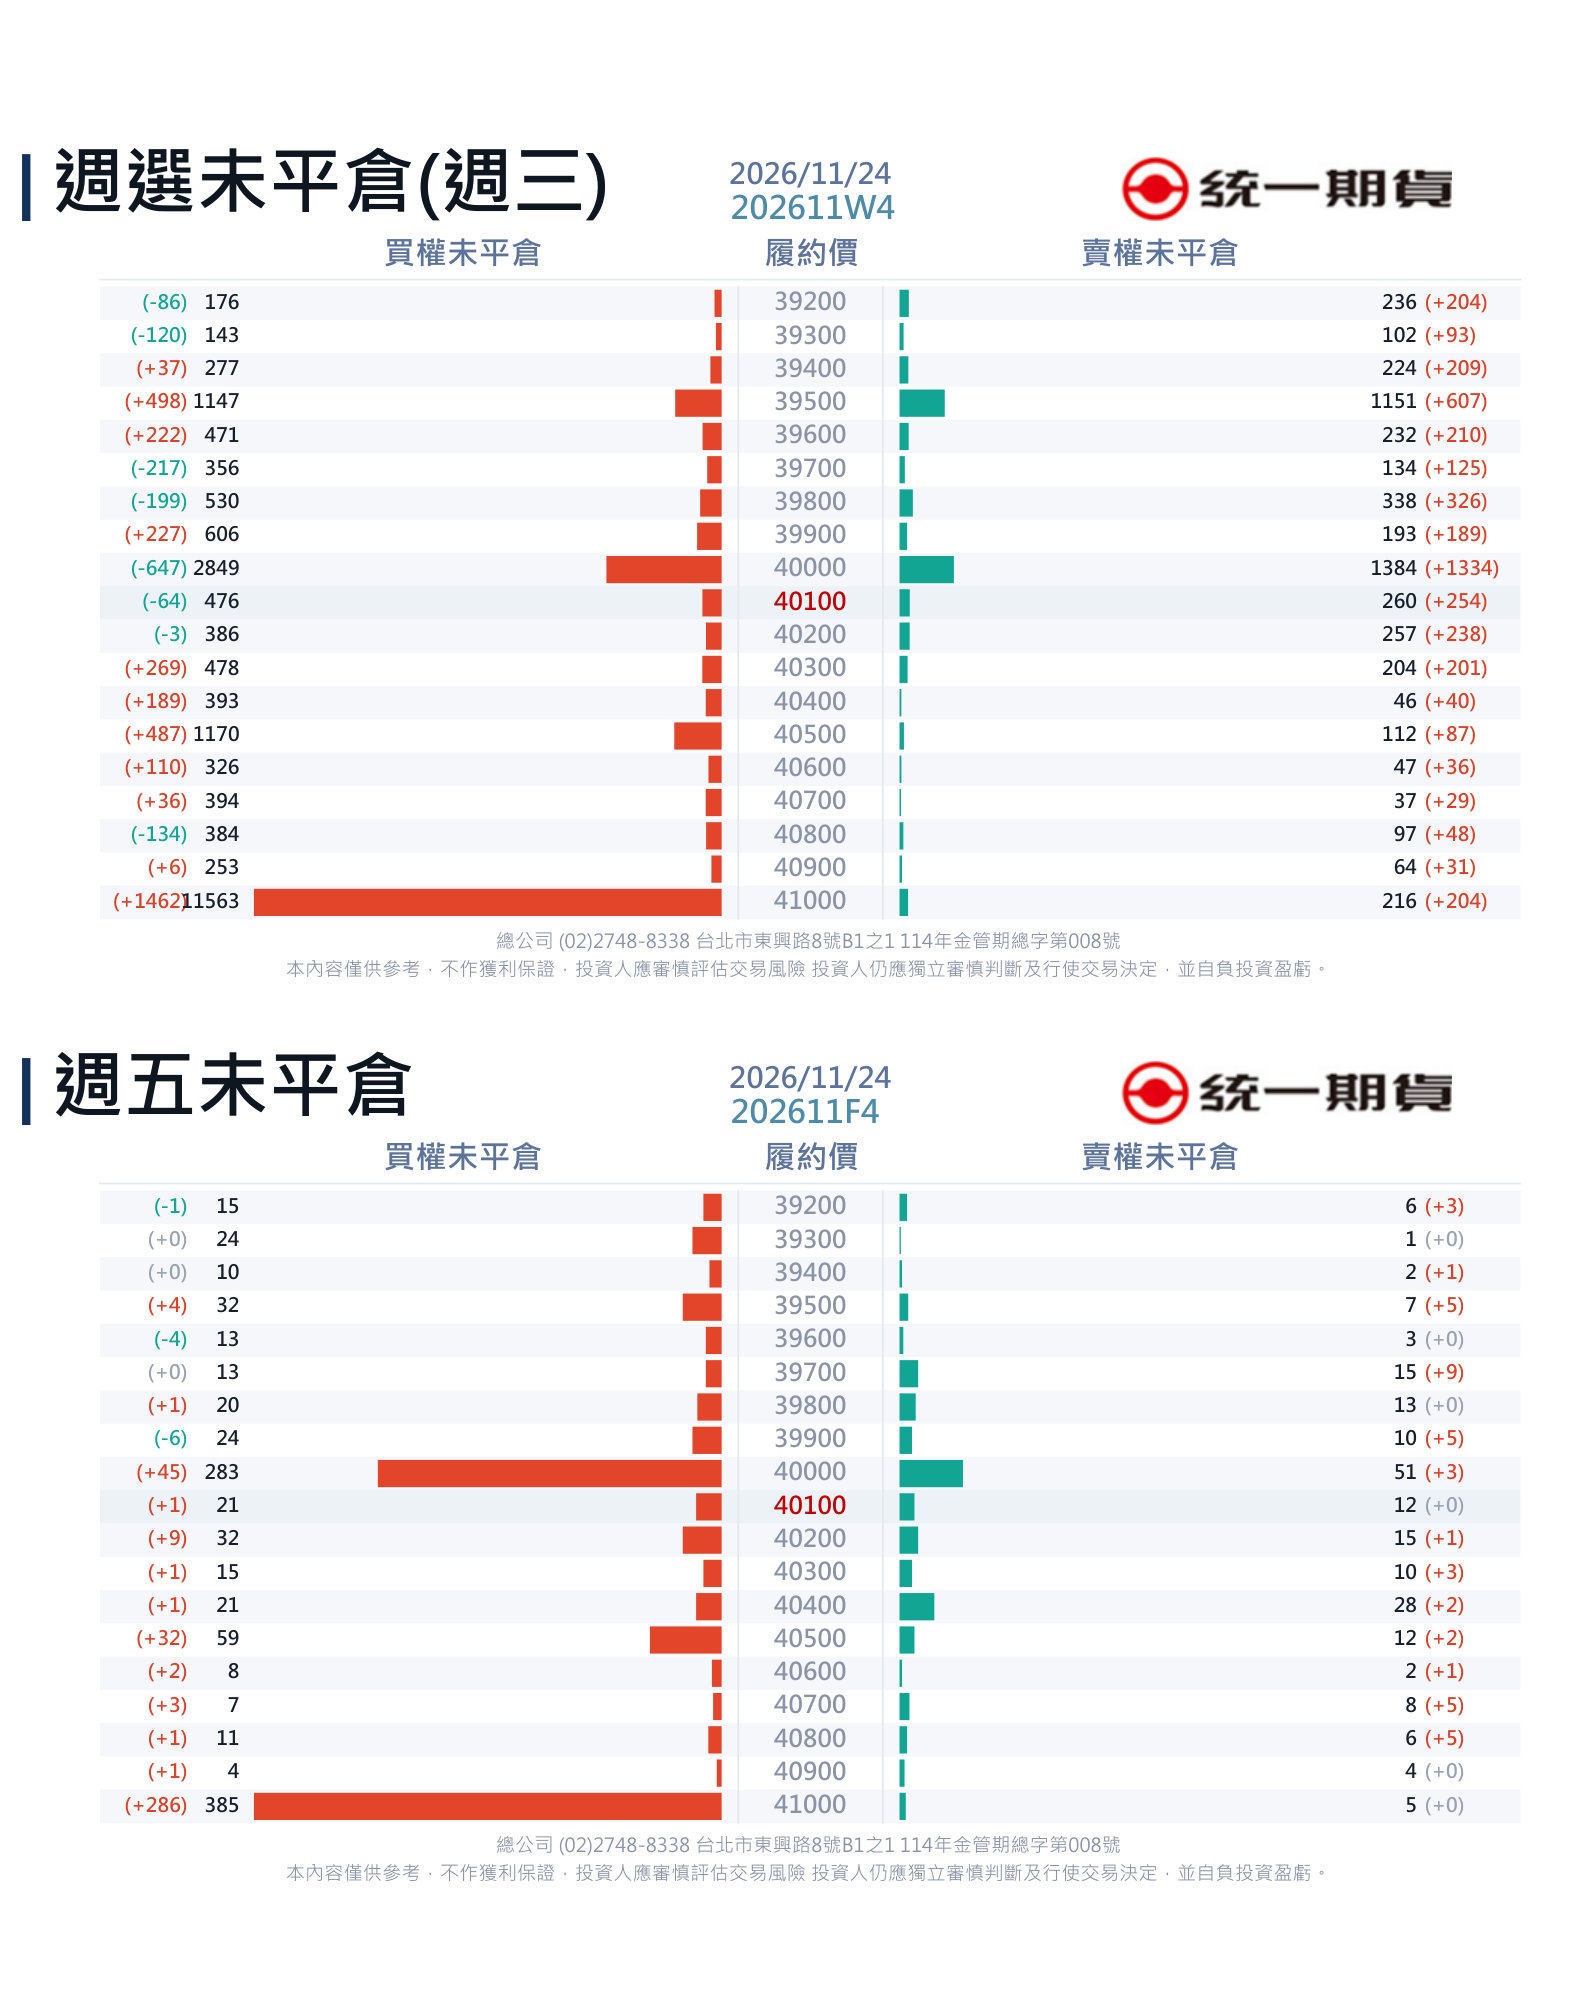 週選未平倉(週三)
2026/11/24
202611W4
統一期貨
買權未平倉 履約價 賣權未平倉
(-86) 176 39200 236 (+204)
(-120) 143 39300 102 (+93)
(+37) 277 39400 224 (+209)
(+498) 1147 39500 1151 (+607)
(+222) 471 39600 232 (+210)
(-217) 356 39700 134 (+125)
(-199) 530 39800 338 (+326)
(+227) 606 39900 193 (+189)
(-647) 2849 40000 1384 (+1334)
(-64) 476 40100 260 (+254)
(-3) 386 40200 257 (+238)
(+269) 478 40300 204 (+201)
(+189) 393 40400 46 (+40)
(+487) 1170 40500 112 (+87)
(+110) 326 40600 47 (+36)
(+36) 394 40700 37 (+29)
(-134) 384 40800 97 (+48)
(+6) 253 40900 64 (+31)
(+1462) 11563 41000 216 (+204)
總公司 (02)2748-8338 台北市東興路8號B1之1 114年金管期總字第008號
本內容僅供參考﹐不作獲利保證﹐投資人應審慎評估交易風險 投資人仍應獨立審慎判斷及行使交易決定﹐並自負投資盈虧。
週五未平倉
2026/11/24
202611F4
統一期貨
買權未平倉 履約價 賣權未平倉
(-1) 15 39200 6 (+3)
(+0) 24 39300 1 (+0)
(+0) 10 39400 2 (+1)
(+4) 32 39500 7 (+5)
(-4) 13 39600 3 (+0)
(+0) 13 39700 15 (+9)
(+1) 20 39800 13 (+0)
(-6) 24 39900 10 (+5)
(+45) 283 40000 51 (+3)
(+1) 21 40100 12 (+0)
(+9) 32 40200 15 (+1)
(+1) 15 40300 10 (+3)
(+1) 21 40400 28 (+2)
(+32) 59 40500 12 (+2)
(+2) 8 40600 2 (+1)
(+3) 7 40700 8 (+5)
(+1) 11 40800 6 (+5)
(+1) 4 40900 4 (+0)
(+286) 385 41000 5 (+0)
總公司 (02)2748-8338 台北市東興路8號B1之1 114年金管期總字第008號
本內容僅供參考﹐不作獲利保證﹐投資人應審慎評估交易風險 投資人仍應獨立審慎判斷及行使交易決定﹐並自負投資盈虧。